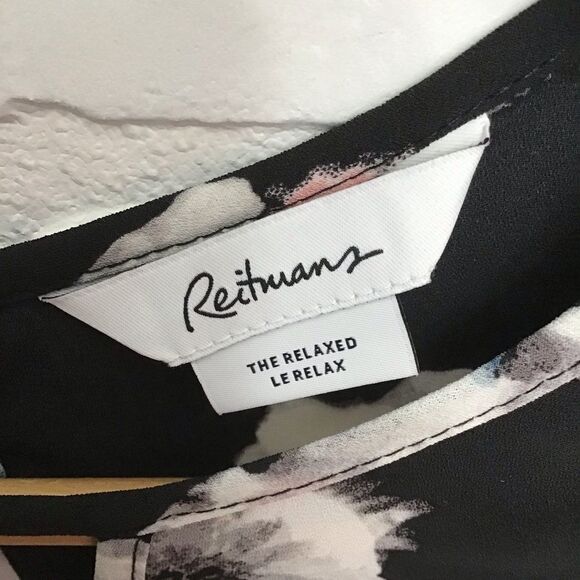 Reitmans
THE RELAXED
LE RELAX